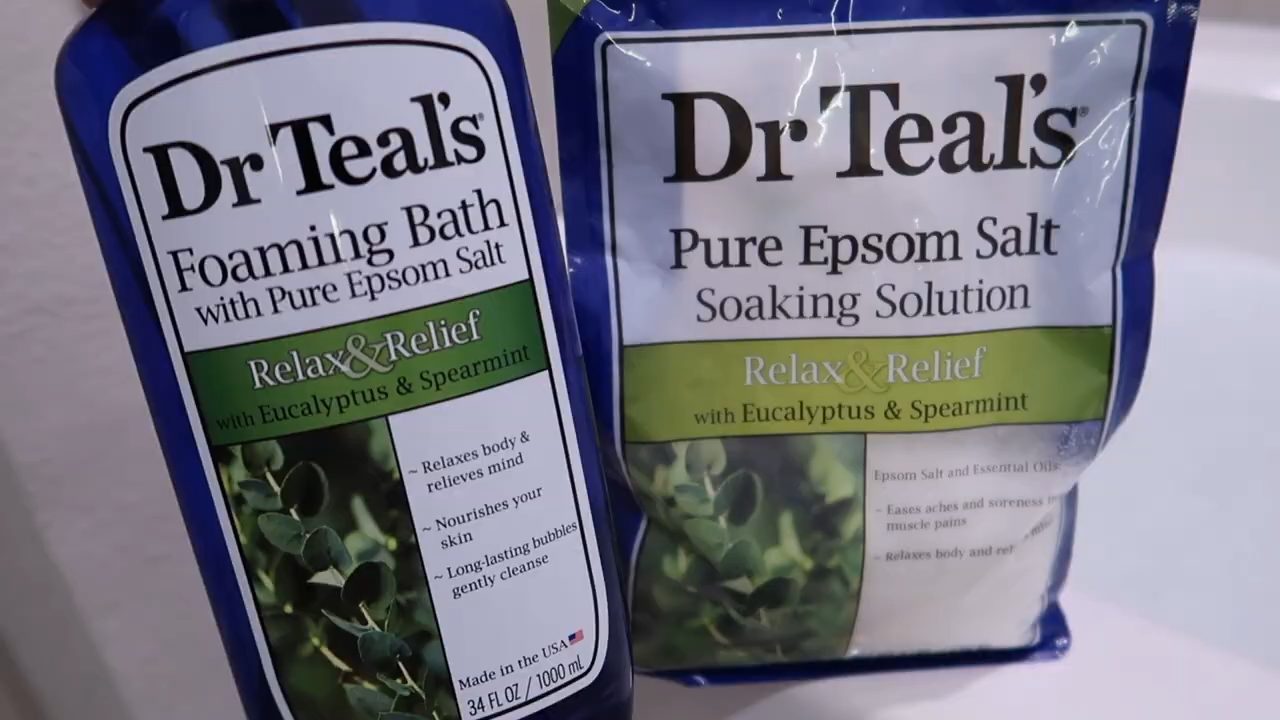 Dr Teal's®
Foaming Bath
with Pure Epsom Salt
Relax & Relief
with Eucalyptus & Spearmint
~ Relaxes body &
relieves mind
~ Nourishes your
skin
~ Long-lasting bubbles
gently cleanse
Made in the USA
34 FL OZ / 1000 mL
Dr Teal's®
Pure Epsom Salt
Soaking Solution
Relax & Relief
with Eucalyptus & Spearmint
Epsom Salt and Essential Oils
~ Eases aches and soreness
muscle pains
~ Relaxes body and